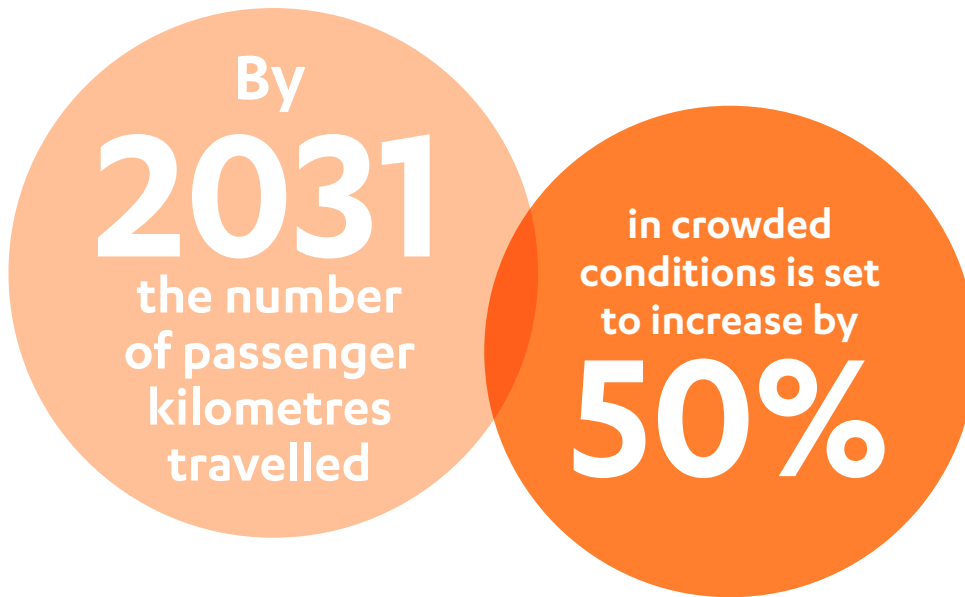 By
2031
the number
of passenger
kilometres
travelled
in crowded
conditions is set
to increase by
50%